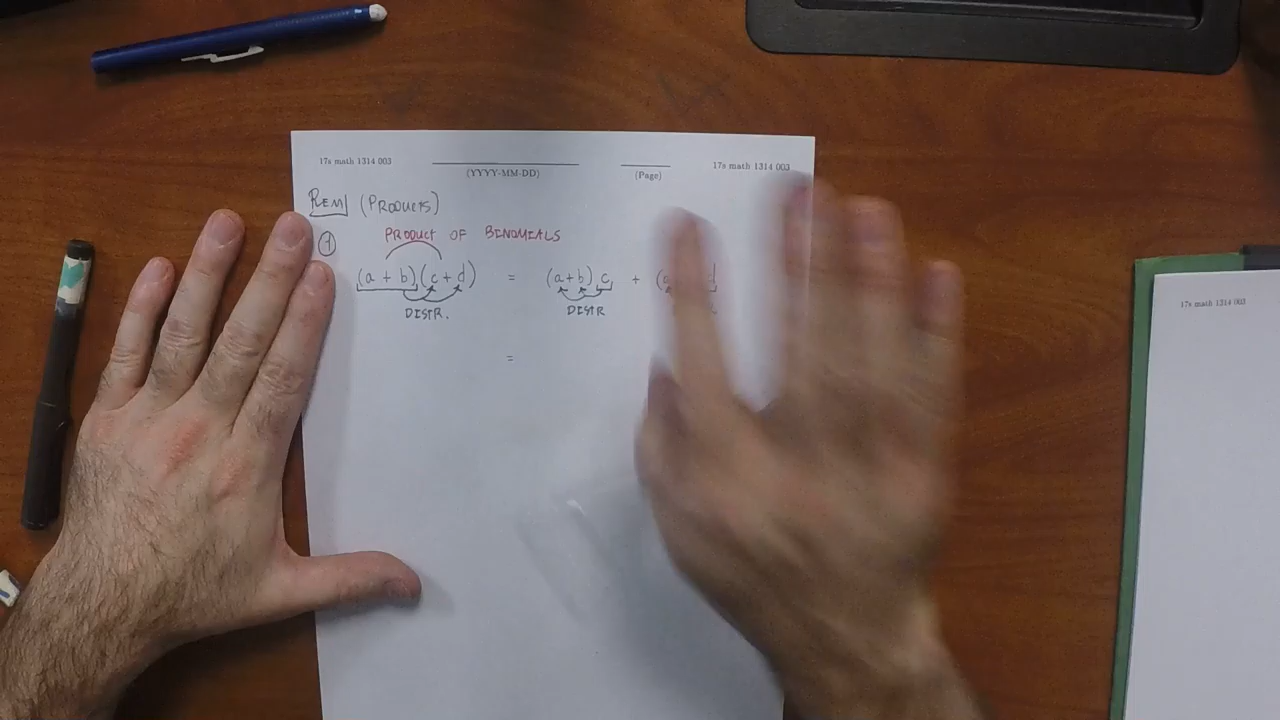 17s math 1314 003 (YYYY-MM-DD) (Page) 17s math 1314 003
REM (PRODUCTS)
① PRODUCT OF BINOMIALS
(a + b)(c + d) = (a+b) c + (
DISTR. DISTR
=
17s math 1314 003